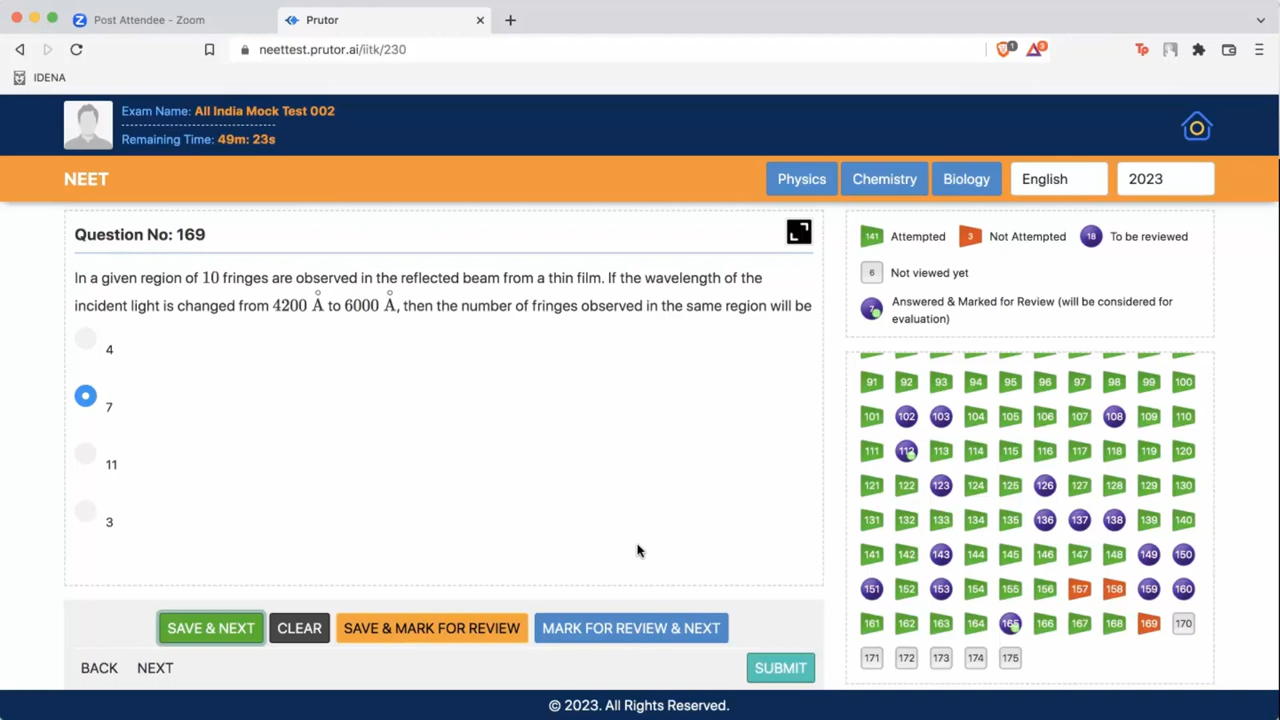 Post Attendee - Zoom
Prutor
neettest.prutor.ai/iitk/230
1
3
Tp
IDENA
Exam Name: All India Mock Test 002
Remaining Time: 49m: 23s
NEET
Physics
Chemistry
Biology
English
2023
Question No: 169
In a given region of 10 fringes are observed in the reflected beam from a thin film. If the wavelength of the
incident light is changed from 4200 Å to 6000 Å, then the number of fringes observed in the same region will be
4
7
11
3
SAVE & NEXT
CLEAR
SAVE & MARK FOR REVIEW
MARK FOR REVIEW & NEXT
BACK
NEXT
SUBMIT
141 Attempted
3 Not Attempted
18 To be reviewed
6 Not viewed yet
7 Answered & Marked for Review (will be considered for
evaluation)
91 92 93 94 95 96 97 98 99 100
101 102 103 104 105 106 107 108 109 110
111 112 113 114 115 116 117 118 119 120
121 122 123 124 125 126 127 128 129 130
131 132 133 134 135 136 137 138 139 140
141 142 143 144 145 146 147 148 149 150
151 152 153 154 155 156 157 158 159 160
161 162 163 164 165 166 167 168 169 170
171 172 173 174 175
© 2023. All Rights Reserved.